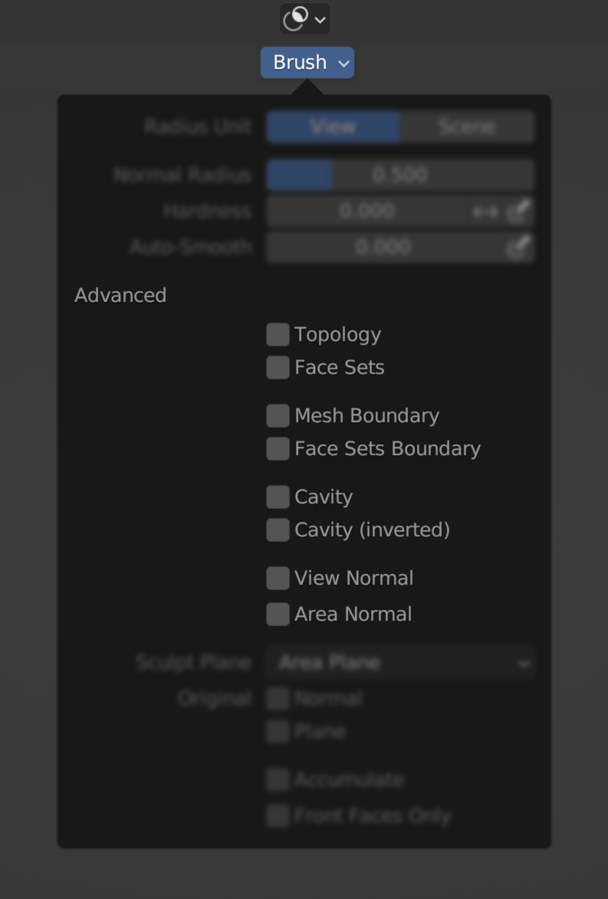 Brush
Radius Unit View Scene
Normal Radius 0.500
Hardness 0.000
Auto-Smooth 0.000
Advanced
Topology
Face Sets
Mesh Boundary
Face Sets Boundary
Cavity
Cavity (inverted)
View Normal
Area Normal
Sculpt Plane Area Plane
Original Normal
Plane
Accumulate
Front Faces Only